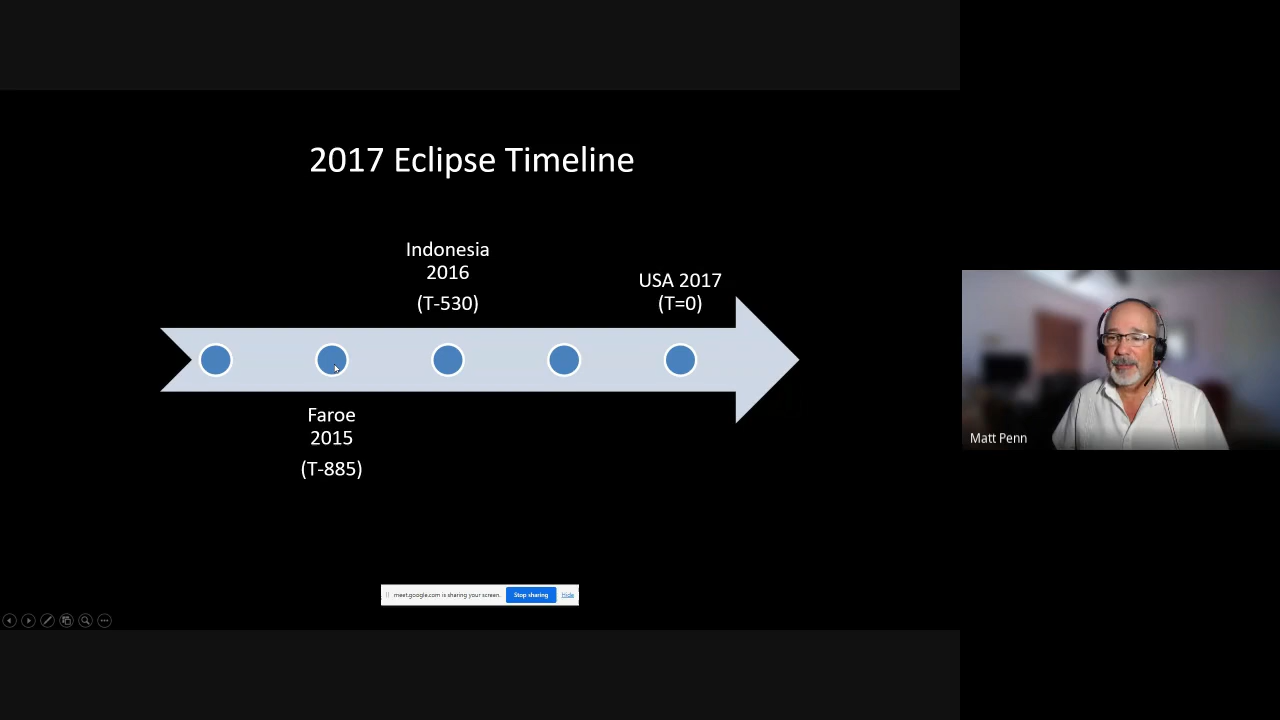 2017 Eclipse Timeline
Indonesia
2016
(T-530)
USA 2017
(T=0)
Faroe
2015
(T-885)
Matt Penn
meet.google.com is sharing your screen.
Stop sharing
Hide